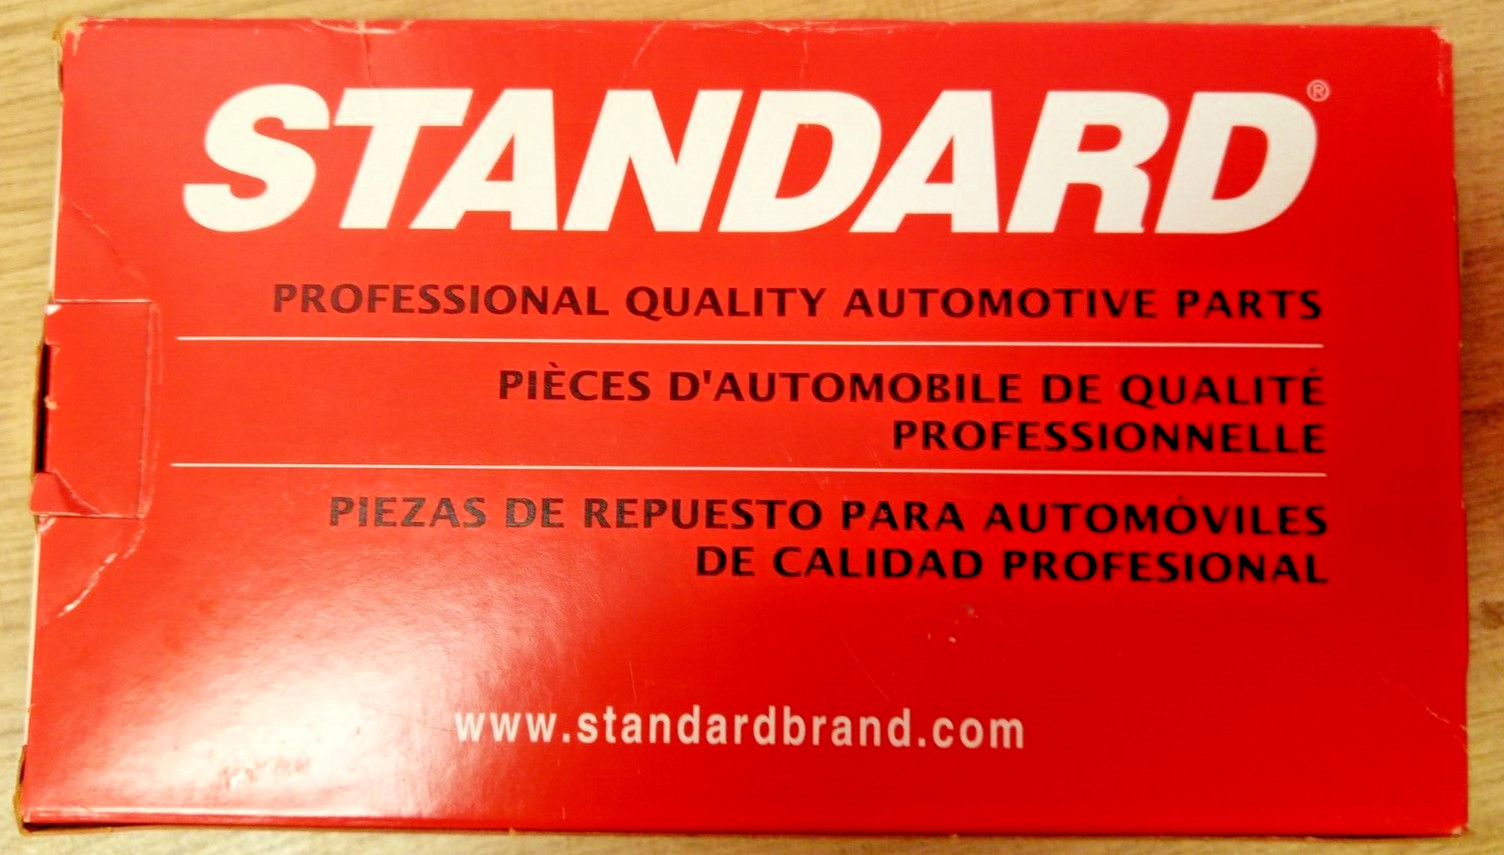 STANDARD®
PROFESSIONAL QUALITY AUTOMOTIVE PARTS
PIÈCES D'AUTOMOBILE DE QUALITÉ
PROFESSIONNELLE
PIEZAS DE REPUESTO PARA AUTOMÓVILES
DE CALIDAD PROFESIONAL
www.standardbrand.com